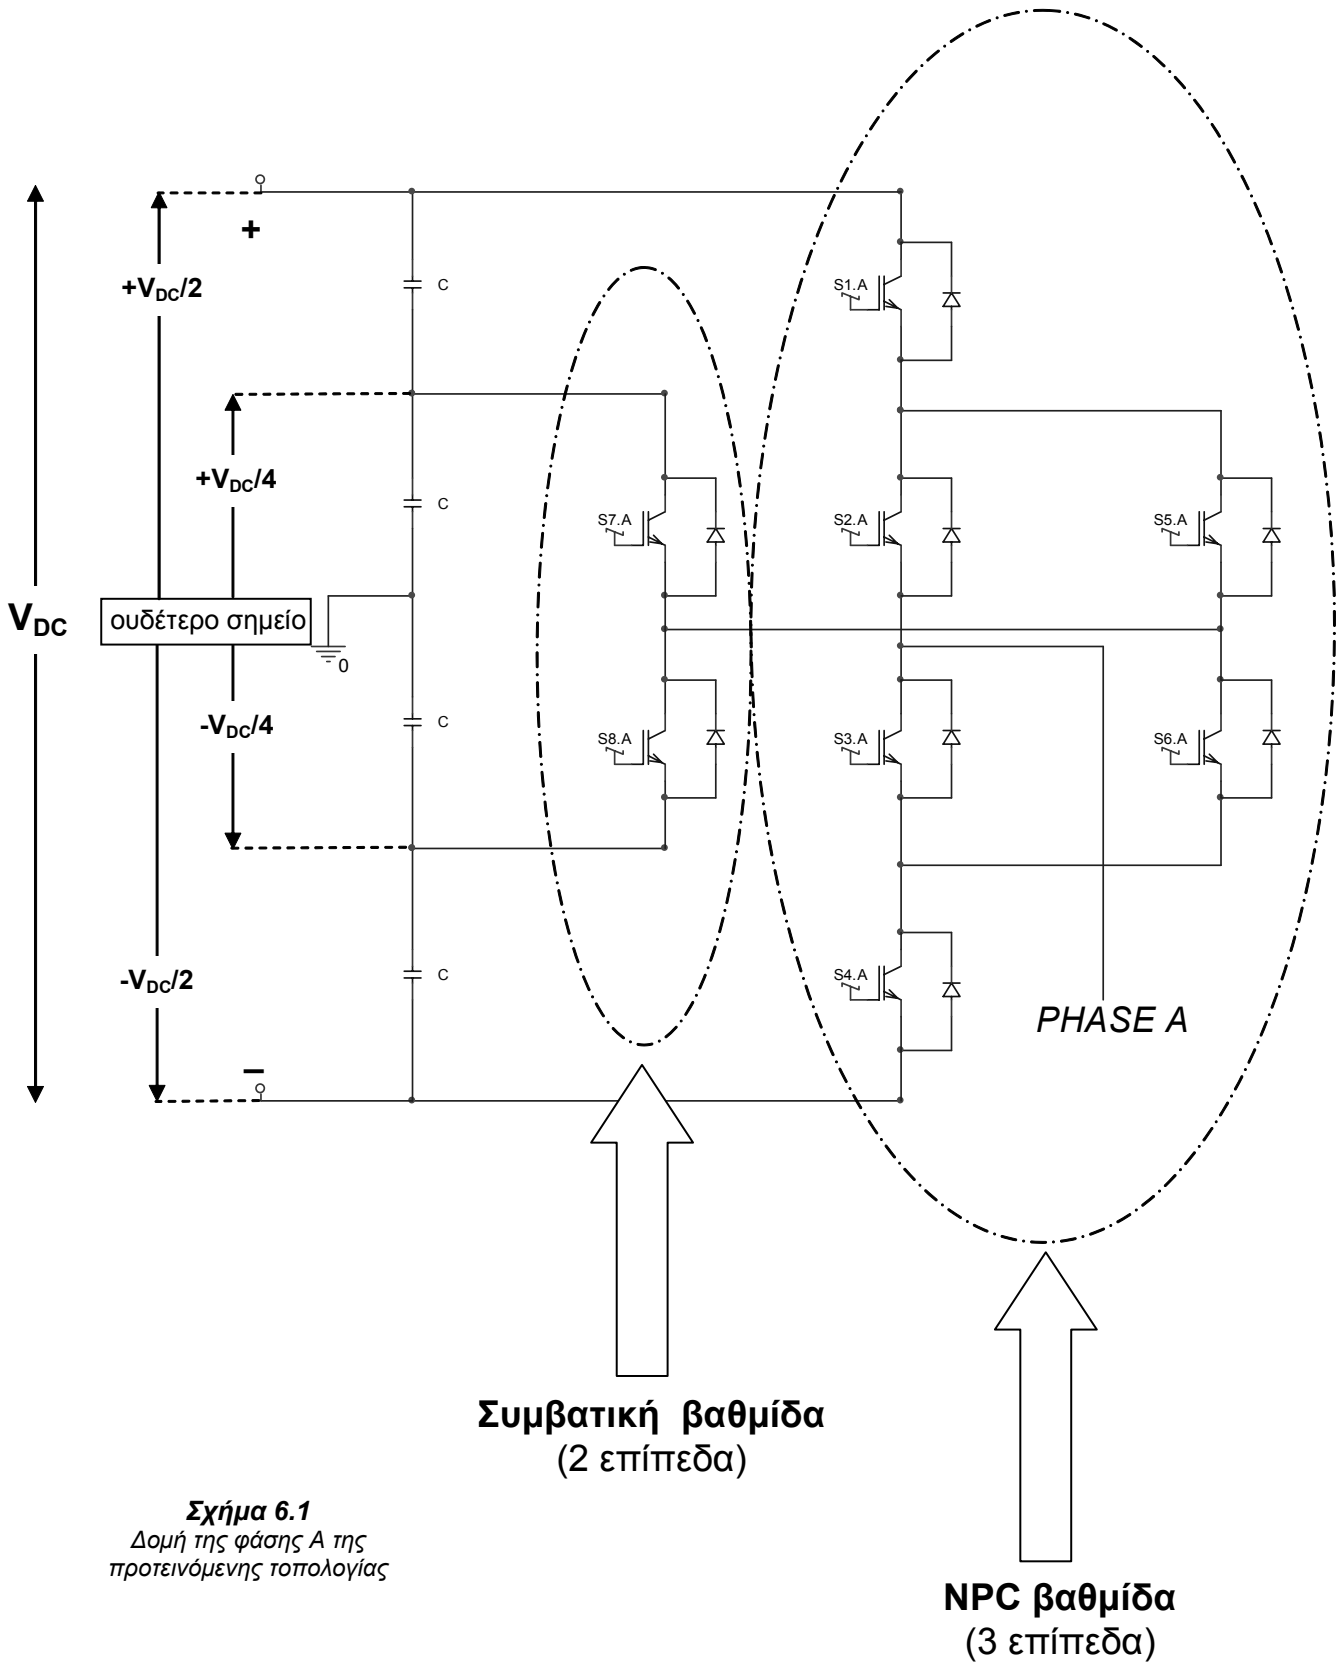 +
+VDC/2
C
S1.A
+VDC/4
C
S7.A
S2.A
S5.A
VDC
ουδέτερο σημείο
0
-VDC/4
C
S8.A
S3.A
S6.A
-VDC/2
C
S4.A
PHASE A
−
Συμβατική βαθμίδα
(2 επίπεδα)
Σχήμα 6.1
Δομή της φάσης Α της
προτεινόμενης τοπολογίας
NPC βαθμίδα
(3 επίπεδα)